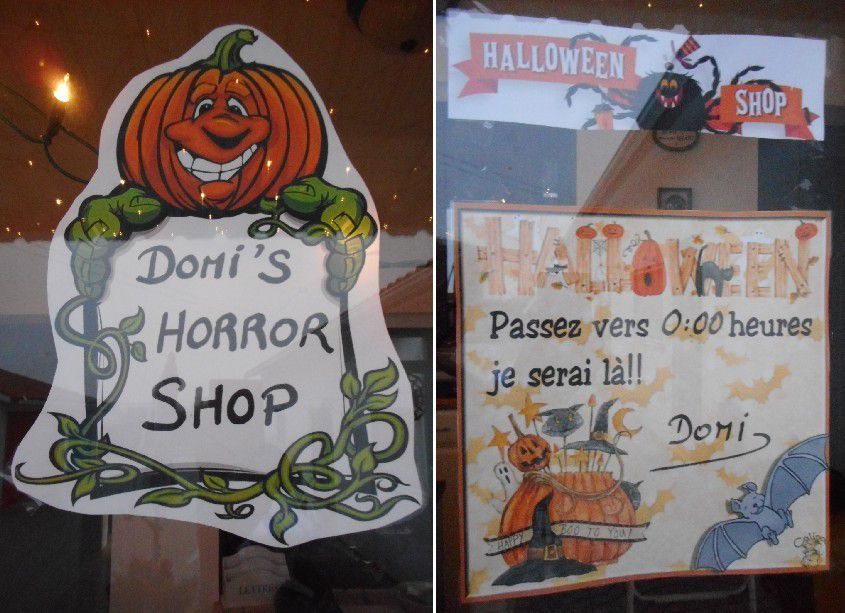 DOMI'S
HORROR
SHOP
HALLOWEEN
SHOP
HALLOWEEN
Passez vers 0:00 heures
je serai là!!
DOMI
HAPPY BOO TO YOU!